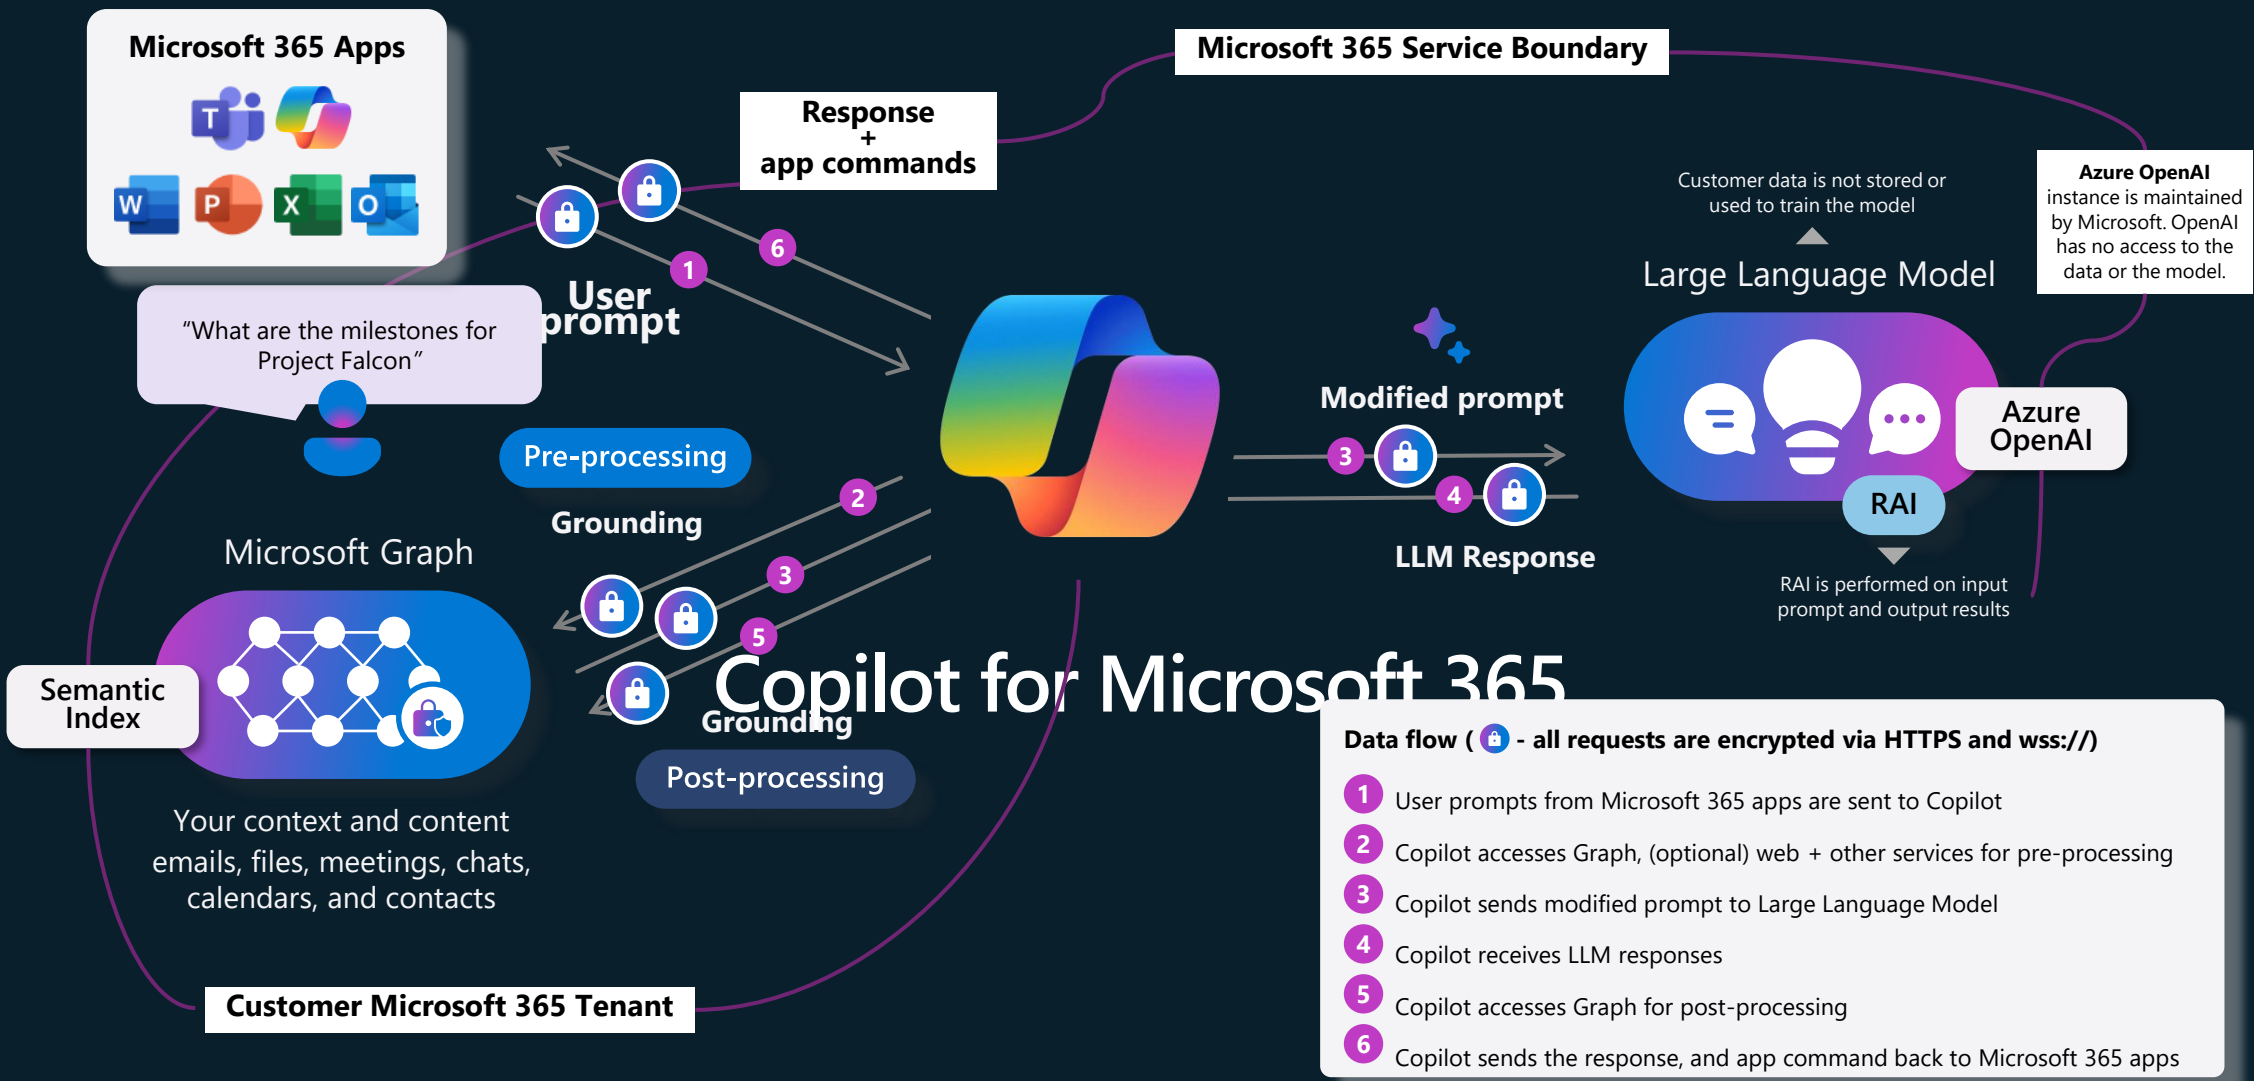 Microsoft 365 Apps
T
W
P
X
O
Microsoft 365 Service Boundary
Response
+
app commands
Customer data is not stored or
used to train the model
Azure OpenAI
instance is maintained
by Microsoft. OpenAI
has no access to the
data or the model.
Large Language Model
6
1
User
prompt
“What are the milestones for
Project Falcon”
Modified prompt
3
4
LLM Response
Azure
OpenAI
RAI
RAI is performed on input
prompt and output results
Pre-processing
Grounding
2
3
5
Microsoft Graph
Semantic
Index
Copilot for Microsoft 365
Grounding
Post-processing
Your context and content
emails, files, meetings, chats,
calendars, and contacts
Customer Microsoft 365 Tenant
Data flow ( - all requests are encrypted via HTTPS and wss://)
1 User prompts from Microsoft 365 apps are sent to Copilot
2 Copilot accesses Graph, (optional) web + other services for pre-processing
3 Copilot sends modified prompt to Large Language Model
4 Copilot receives LLM responses
5 Copilot accesses Graph for post-processing
6 Copilot sends the response, and app command back to Microsoft 365 apps